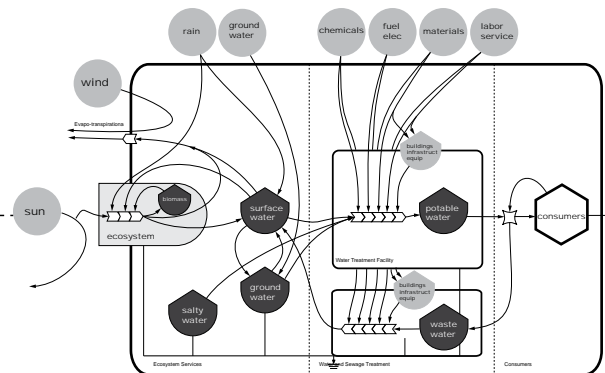 rain
ground
water
chemicals
fuel
elec
materials
labor
service
wind
Evapo-transpirations
buildings
infrastruct
equip
biomass
sun
surface
water
potable
water
consumers
ecosystem
Water Treatment Facility
ground
water
buildings
infrastruct
equip
salty
water
waste
water
Ecosystem Services
Sewage Treatment
Consumers